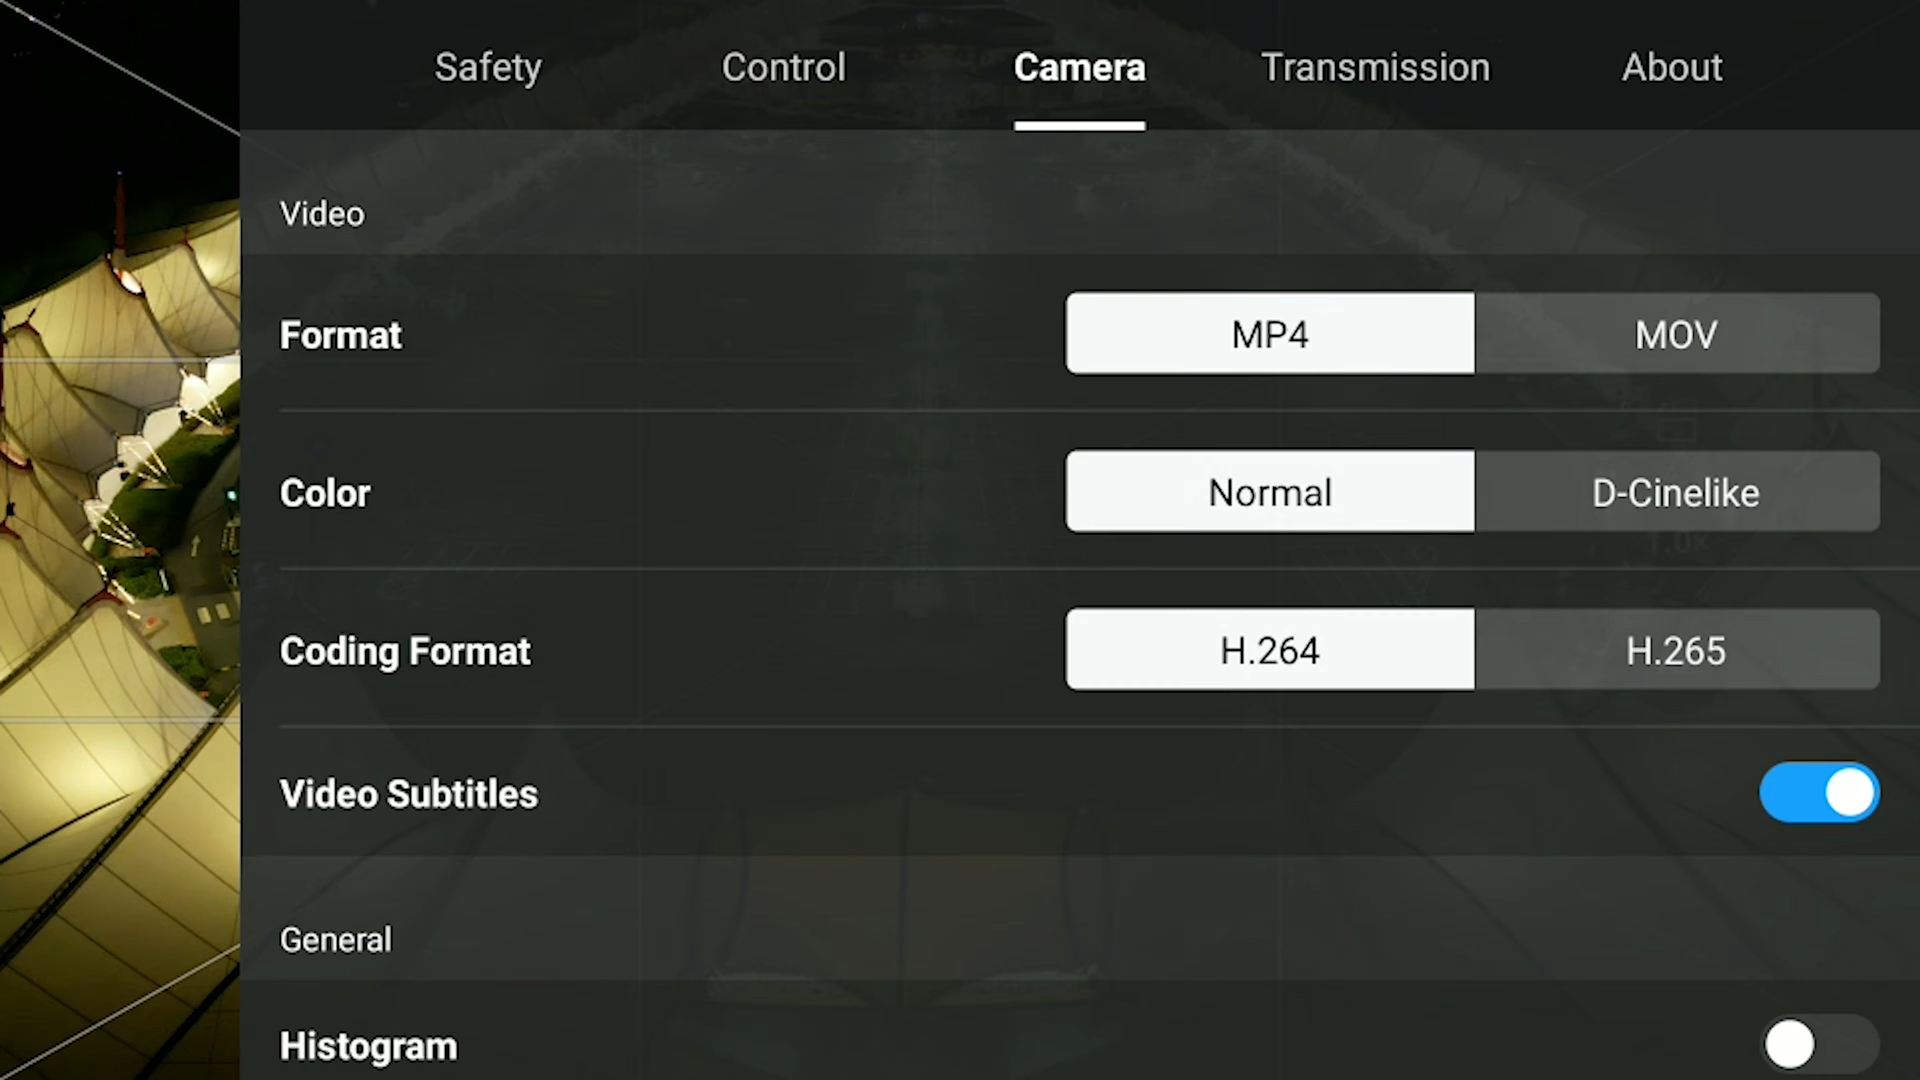 Safety Control Camera Transmission About
Video
Format MP4 MOV
Color Normal D-Cinelike
Coding Format H.264 H.265
Video Subtitles
General
Histogram